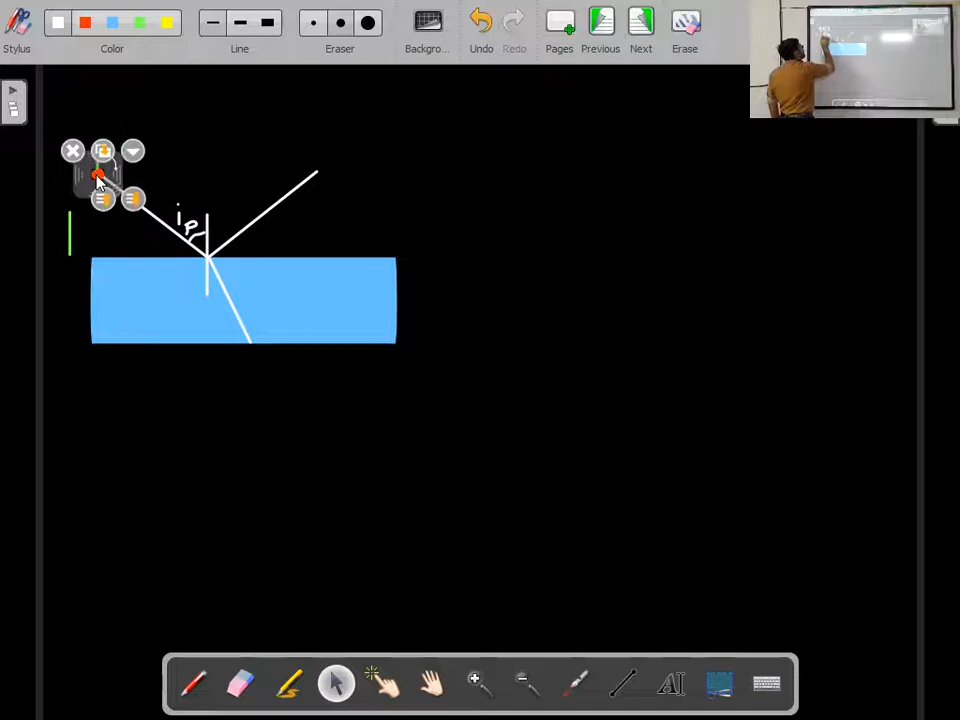 Stylus
Color
Line
Eraser
Backgro...
Undo
Redo
Pages
Previous
Next
Erase
ip